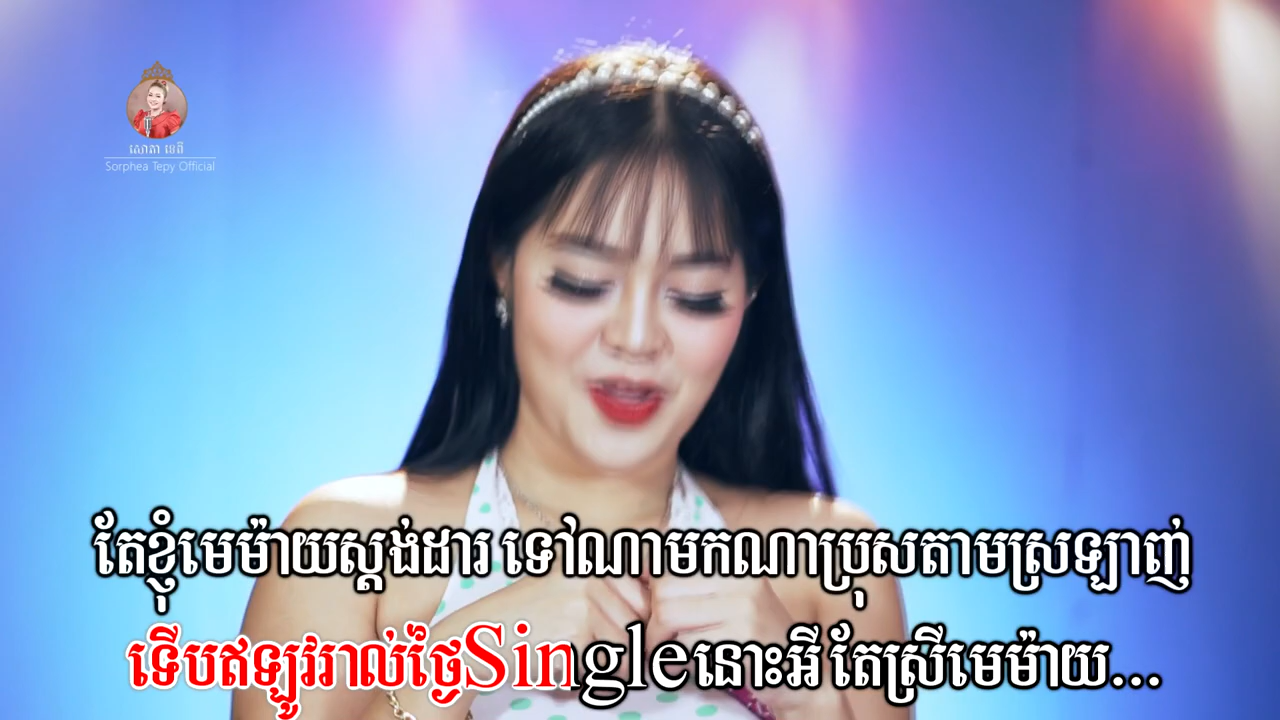 សោភា ទេពី
Sorphea Tepy Official
តែខ្ញុំមេម៉ាយស្តង់ដារ ទៅណាមកណាប្រុសតាមស្រឡាញ់
ទើបឥឡូវរាល់ថ្ងៃSingleនោះអី តែស្រីមេម៉ាយ...